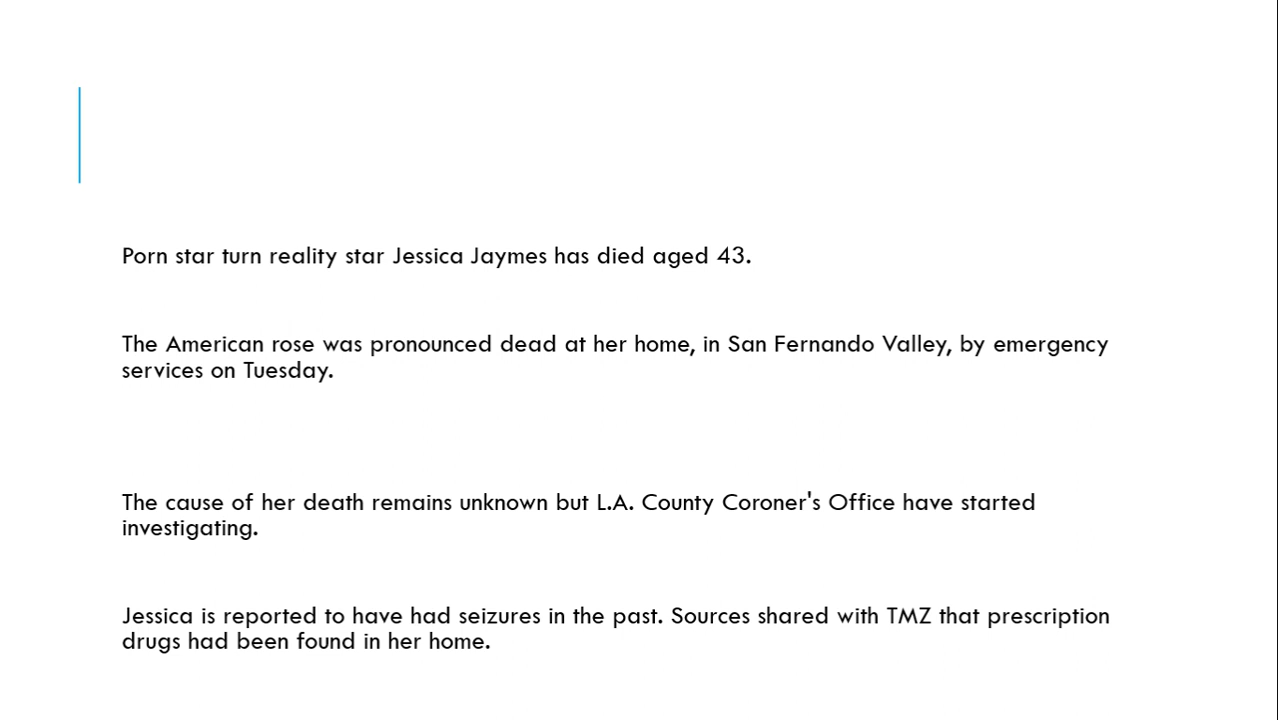 Porn star turn reality star Jessica Jaymes has died aged 43.
The American rose was pronounced dead at her home, in San Fernando Valley, by emergency
services on Tuesday.
The cause of her death remains unknown but L.A. County Coroner's Office have started
investigating.
Jessica is reported to have had seizures in the past. Sources shared with TMZ that prescription
drugs had been found in her home.